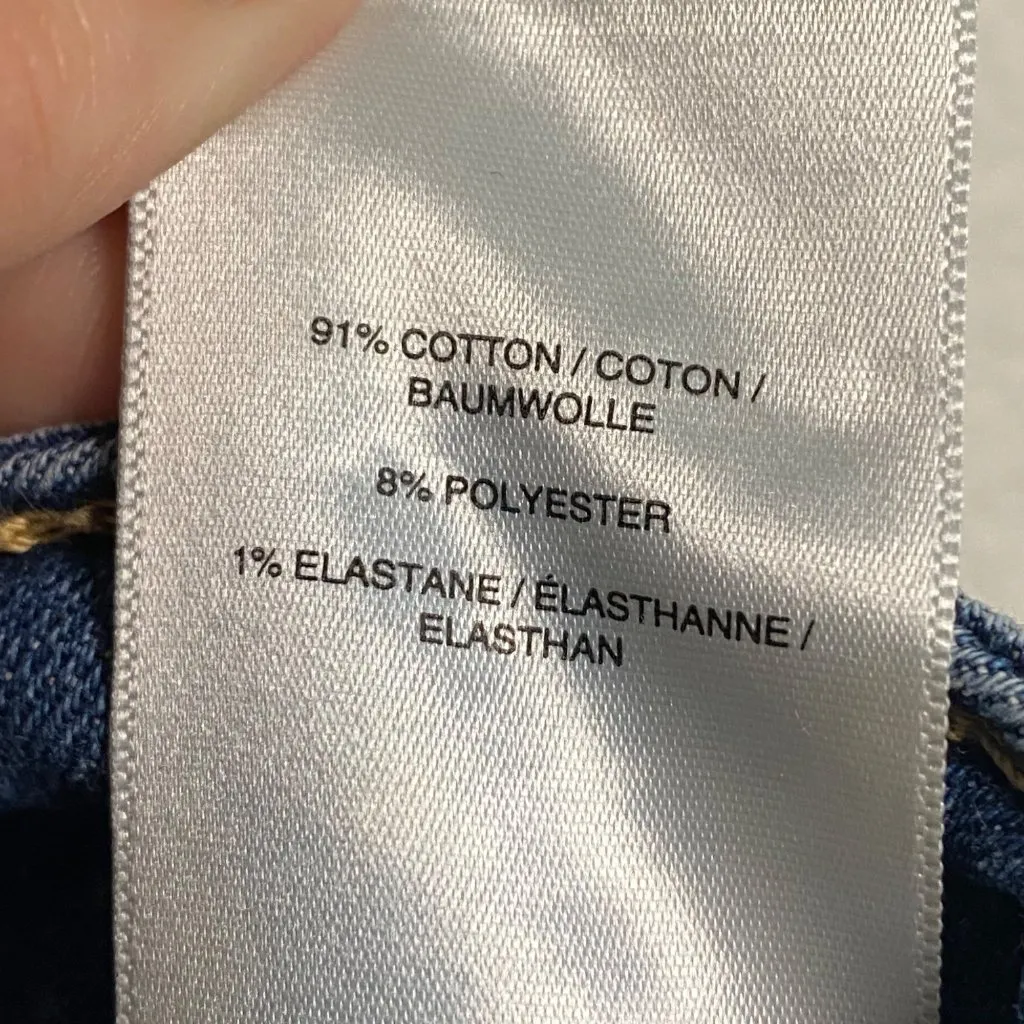 91% COTTON / COTON /
BAUMWOLLE
8% POLYESTER
1% ELASTANE / ÉLASTHANNE /
ELASTHAN